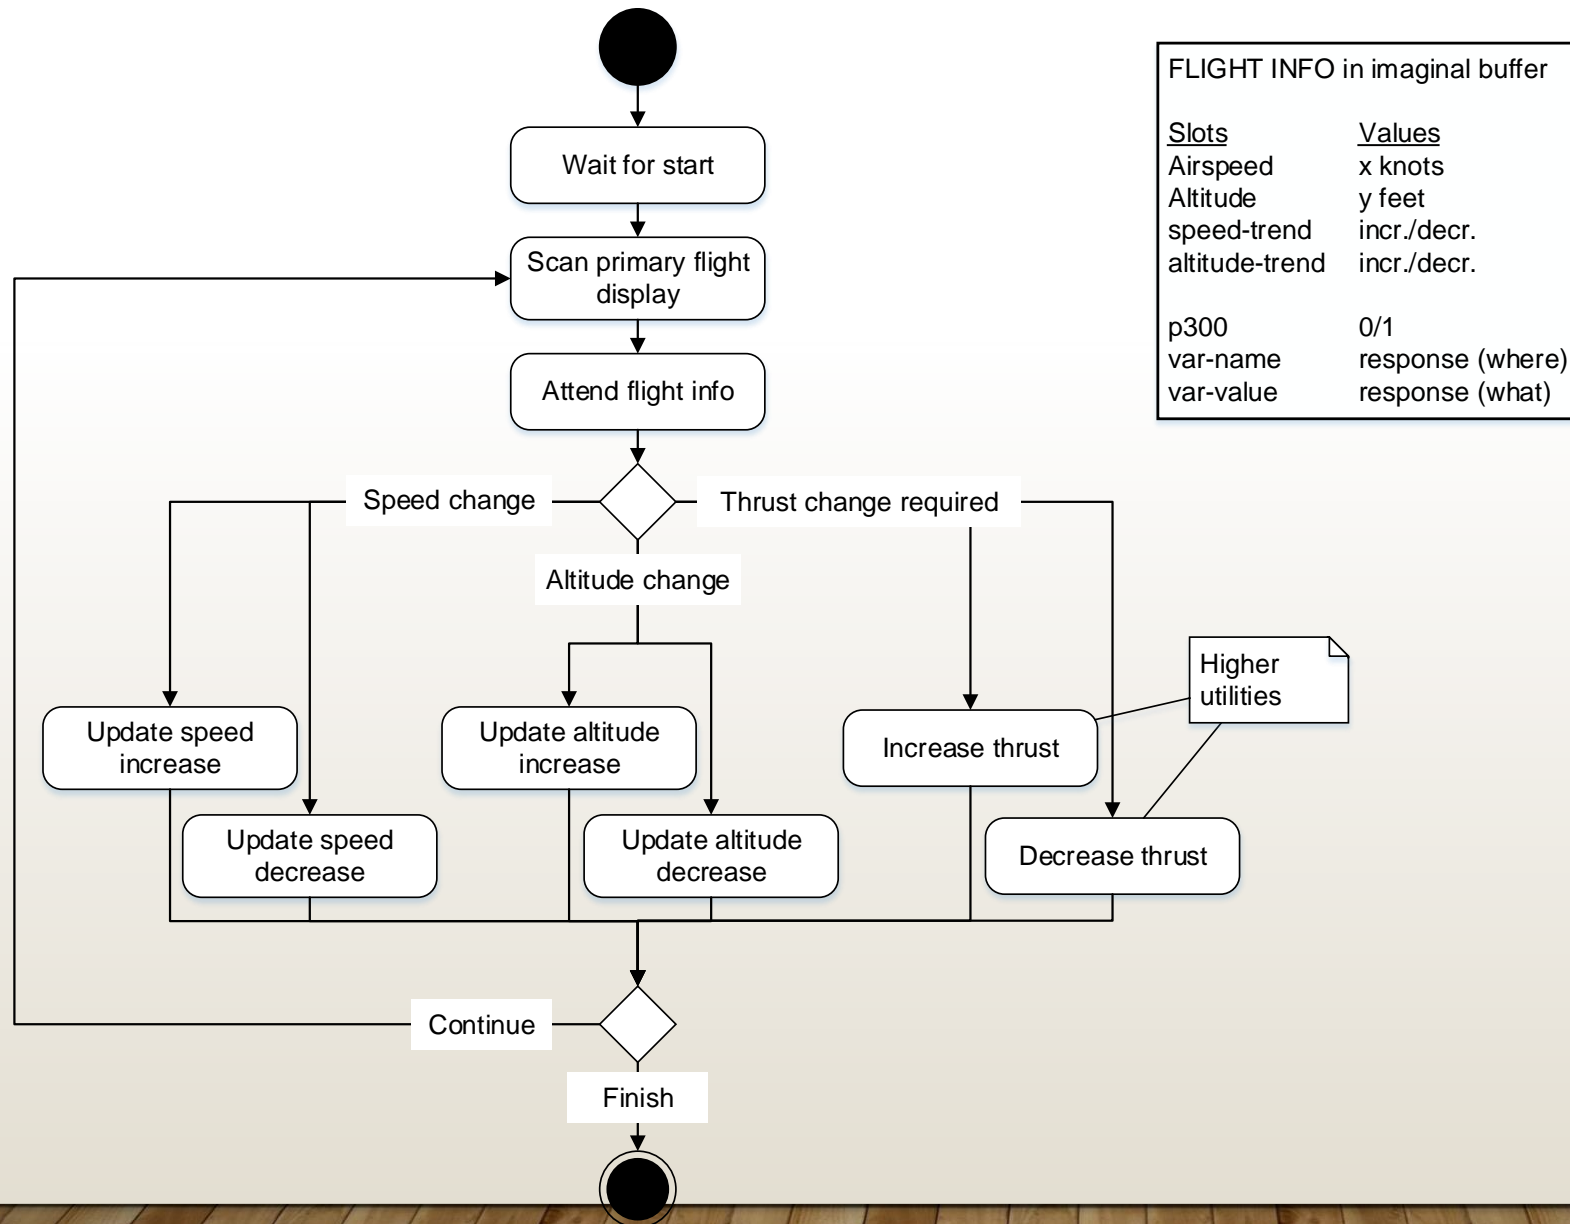 Wait for start
Scan primary flight
display
Attend flight info
Speed change
Thrust change required
Altitude change
Update speed
increase
Update speed
decrease
Update altitude
increase
Update altitude
decrease
Increase thrust
Decrease thrust
Higher
utilities
Continue
Finish
FLIGHT INFO in imaginal buffer
Slots Values
Airspeed x knots
Altitude y feet
speed-trend incr./decr.
altitude-trend incr./decr.
p300 0/1
var-name response (where)
var-value response (what)